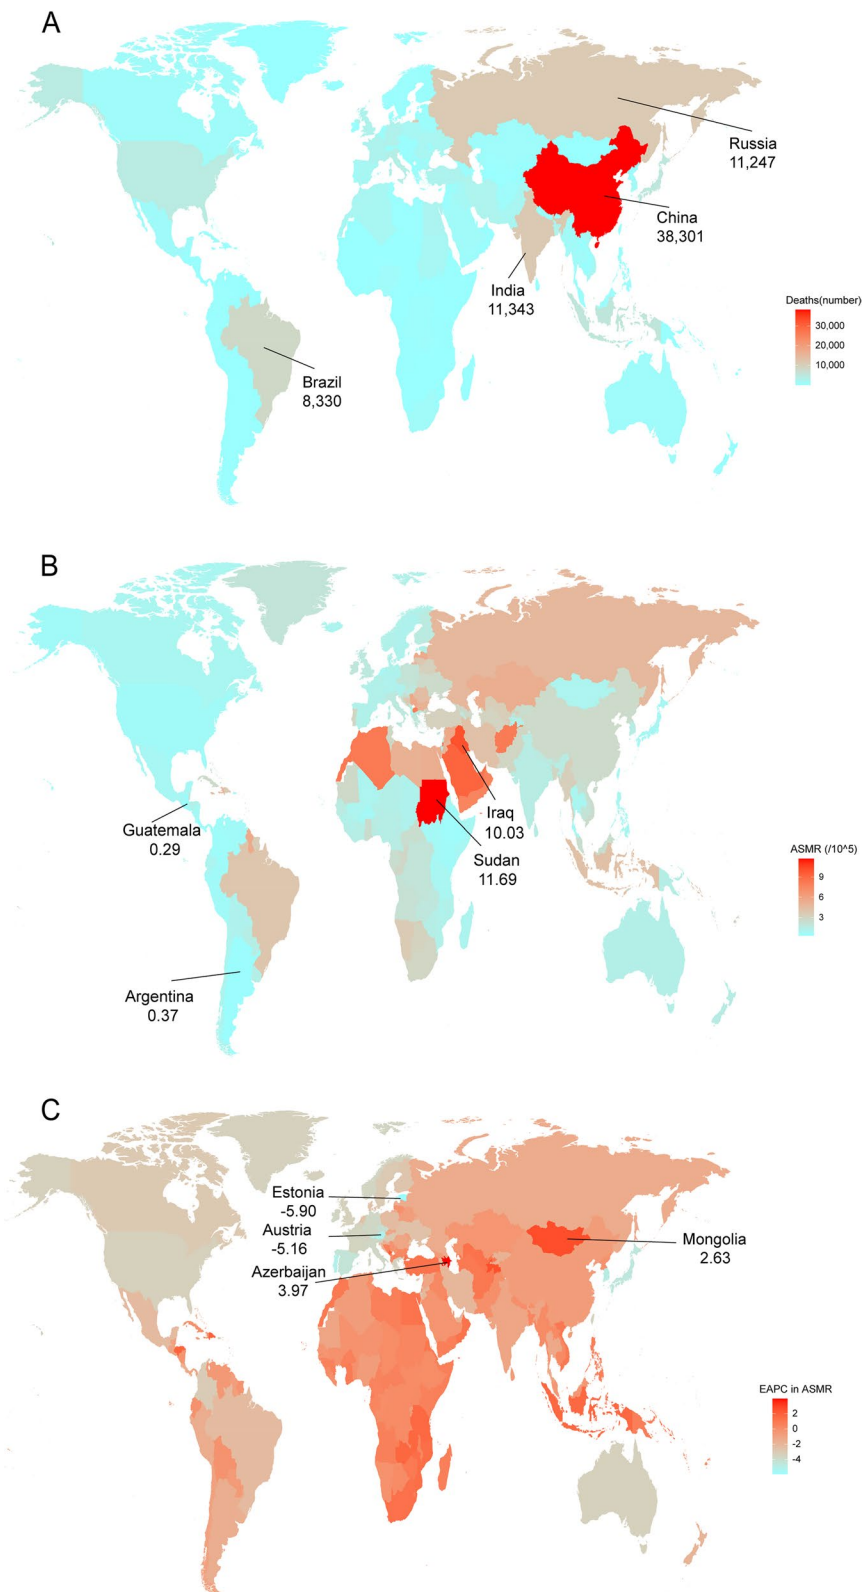 A
Russia
11,247
China
38,301
India
11,343
Deaths(number)
30,000
20,000
10,000
Brazil
8,330
B
Guatemala
0.29
Iraq
10.03
Sudan
11.69
ASMR (/10^5)
9
6
3
Argentina
0.37
C
Estonia
-5.90
Austria
-5.16
Azerbaijan
3.97
Mongolia
2.63
EAPC in ASMR
2
0
-2
-4